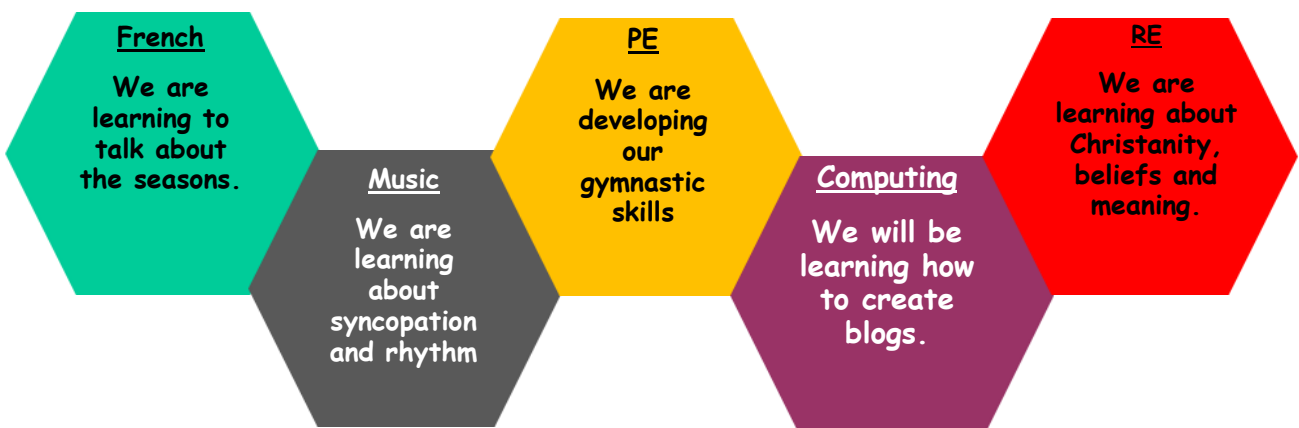 French
We are
learning to
talk about
the seasons.
Music
We are
learning
about
syncopation
and rhythm
PE
We are
developing
our
gymnastic
skills
Computing
We will be
learning how
to create
blogs.
RE
We are
learning about
Christanity,
beliefs and
meaning.